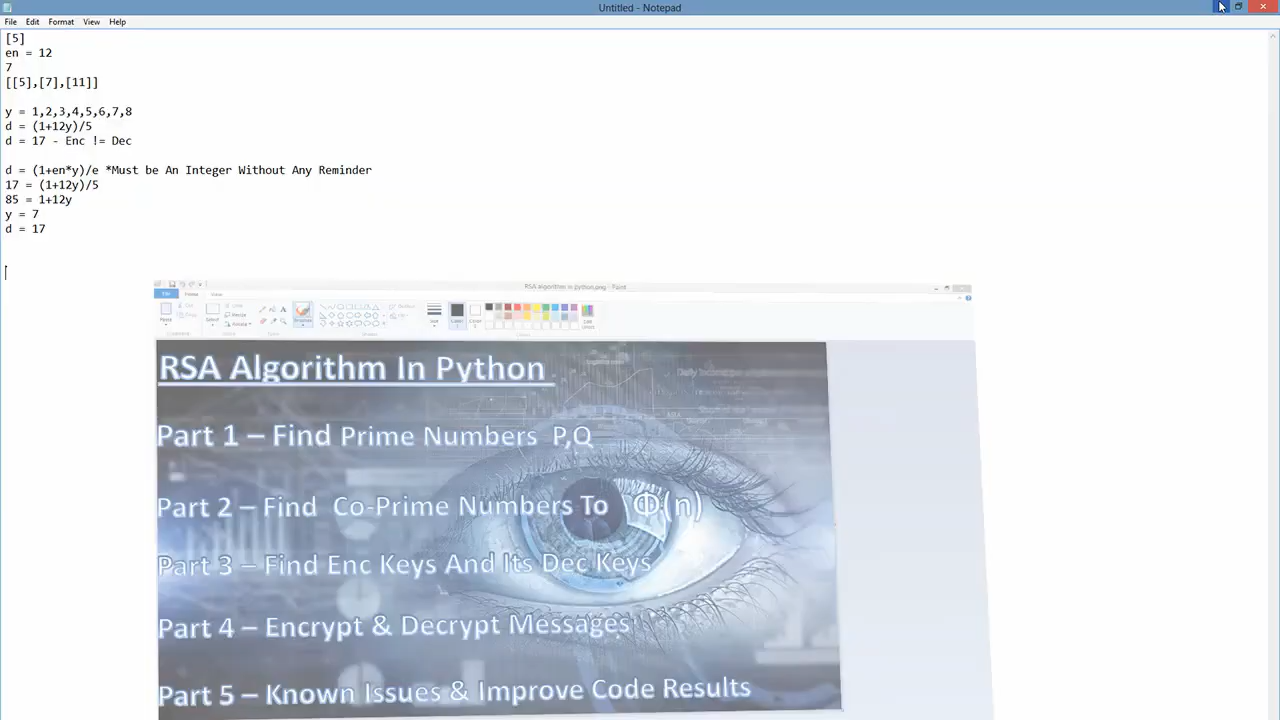 Untitled - Notepad
File Edit Format View Help
[5]
en = 12
7
[[5],[7],[11]]
y = 1,2,3,4,5,6,7,8
d = (1+12y)/5
d = 17 - Enc != Dec
d = (1+en*y)/e *Must be An Integer Without Any Reminder
17 = (1+12y)/5
85 = 1+12y
y = 7
d = 17
RSA algorithm in python.png - Paint
RSA Algorithm In Python
Part 1 – Find Prime Numbers P,Q
Part 2 – Find Co-Prime Numbers To Φ(n)
Part 3 – Find Enc Keys And Its Dec Keys
Part 4 – Encrypt & Decrypt Messages
Part 5 – Known Issues & Improve Code Results